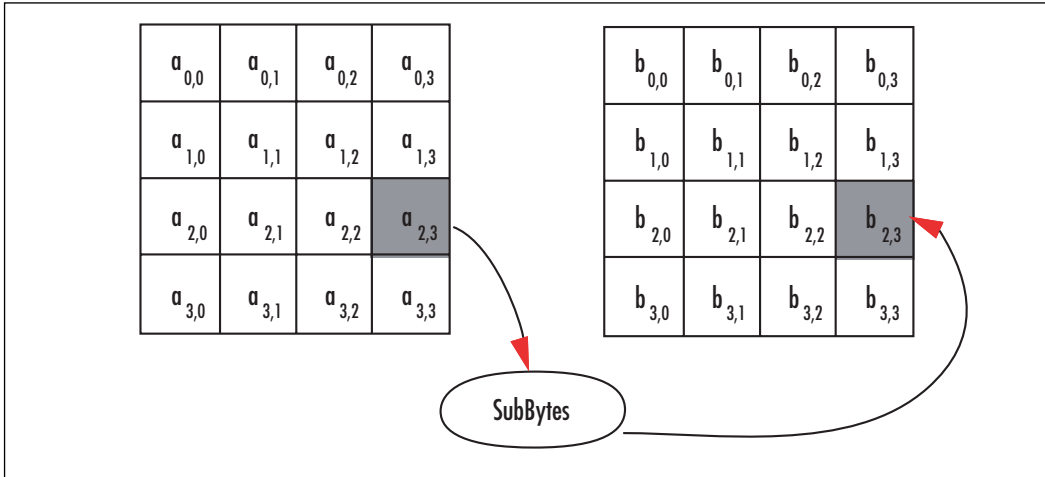 a 0,0 a 0,1 a 0,2 a 0,3
a 1,0 a 1,1 a 1,2 a 1,3
a 2,0 a 2,1 a 2,2 a 2,3
a 3,0 a 3,1 a 3,2 a 3,3
b 0,0 b 0,1 b 0,2 b 0,3
b 1,0 b 1,1 b 1,2 b 1,3
b 2,0 b 2,1 b 2,2 b 2,3
b 3,0 b 3,1 b 3,2 b 3,3
SubBytes